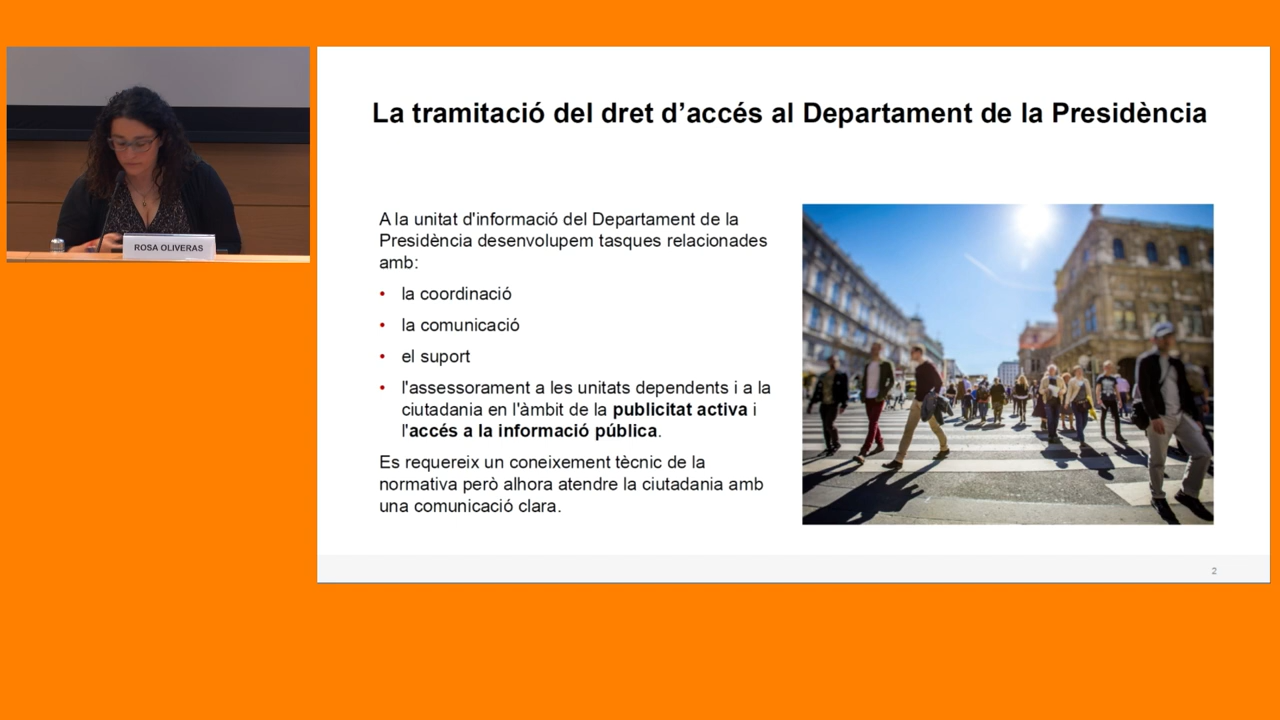 ROSA OLIVERAS
La tramitació del dret d’accés al Departament de la Presidència
A la unitat d'informació del Departament de la
Presidència desenvolupem tasques relacionades
amb:
• la coordinació
• la comunicació
• el suport
• l'assessorament a les unitats dependents i a la
ciutadania en l'àmbit de la publicitat activa i
l'accés a la informació pública.
Es requereix un coneixement tècnic de la
normativa però alhora atendre la ciutadania amb
una comunicació clara.
2